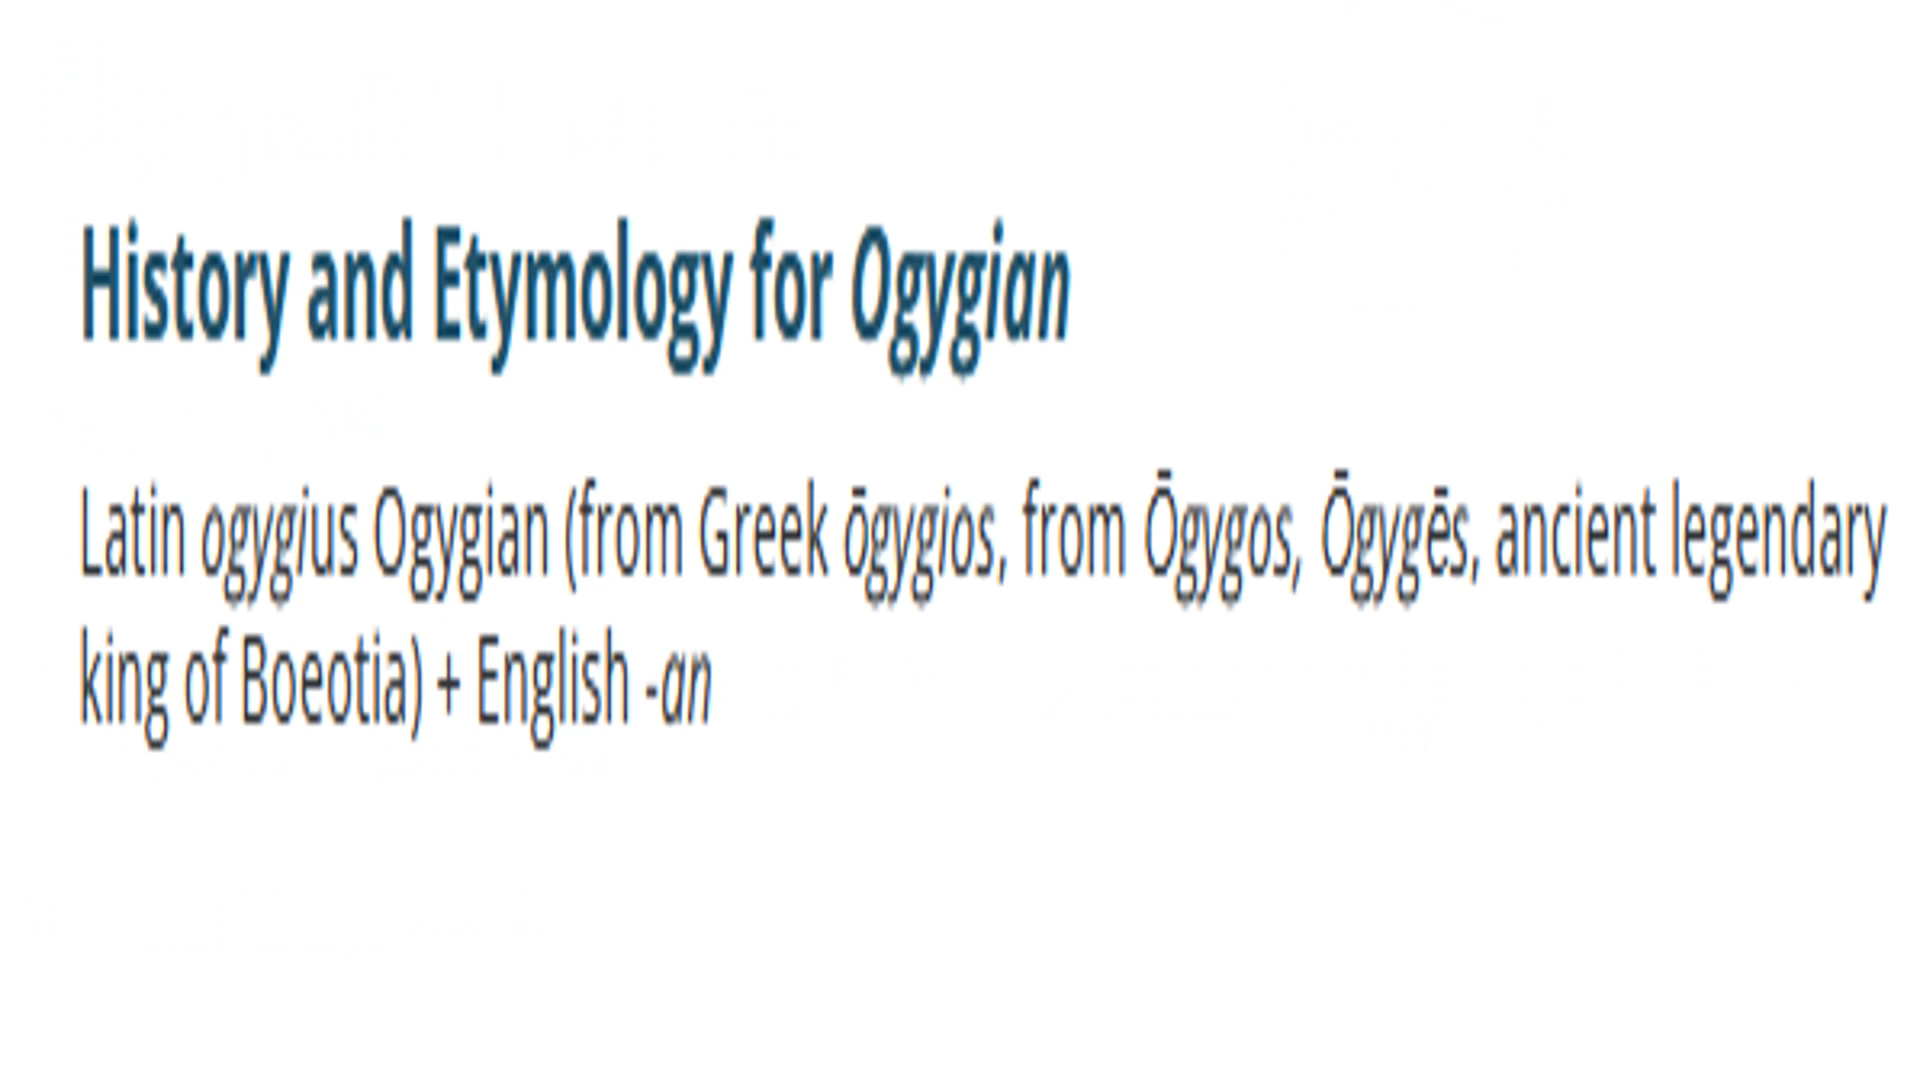 History and Etymology for Ogygian
Latin ogygius Ogygian (from Greek ōgygios, from Ōgygos, Ōgygēs, ancient legendary
king of Boeotia) + English -an